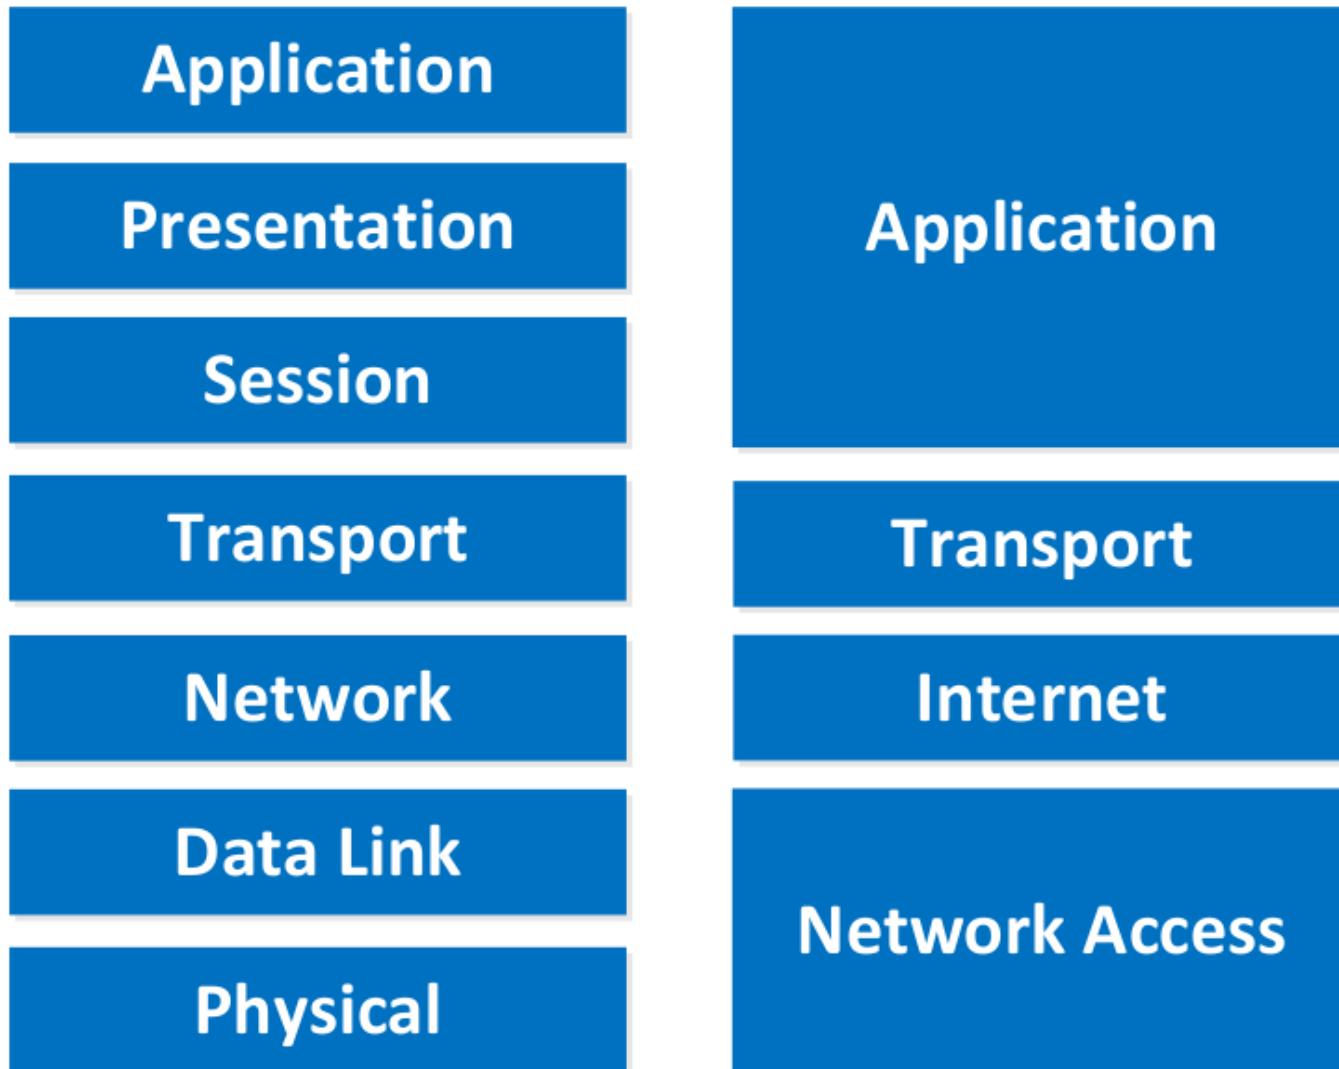 Application
Presentation
Session
Transport
Network
Data Link
Physical
Application
Transport
Internet
Network Access